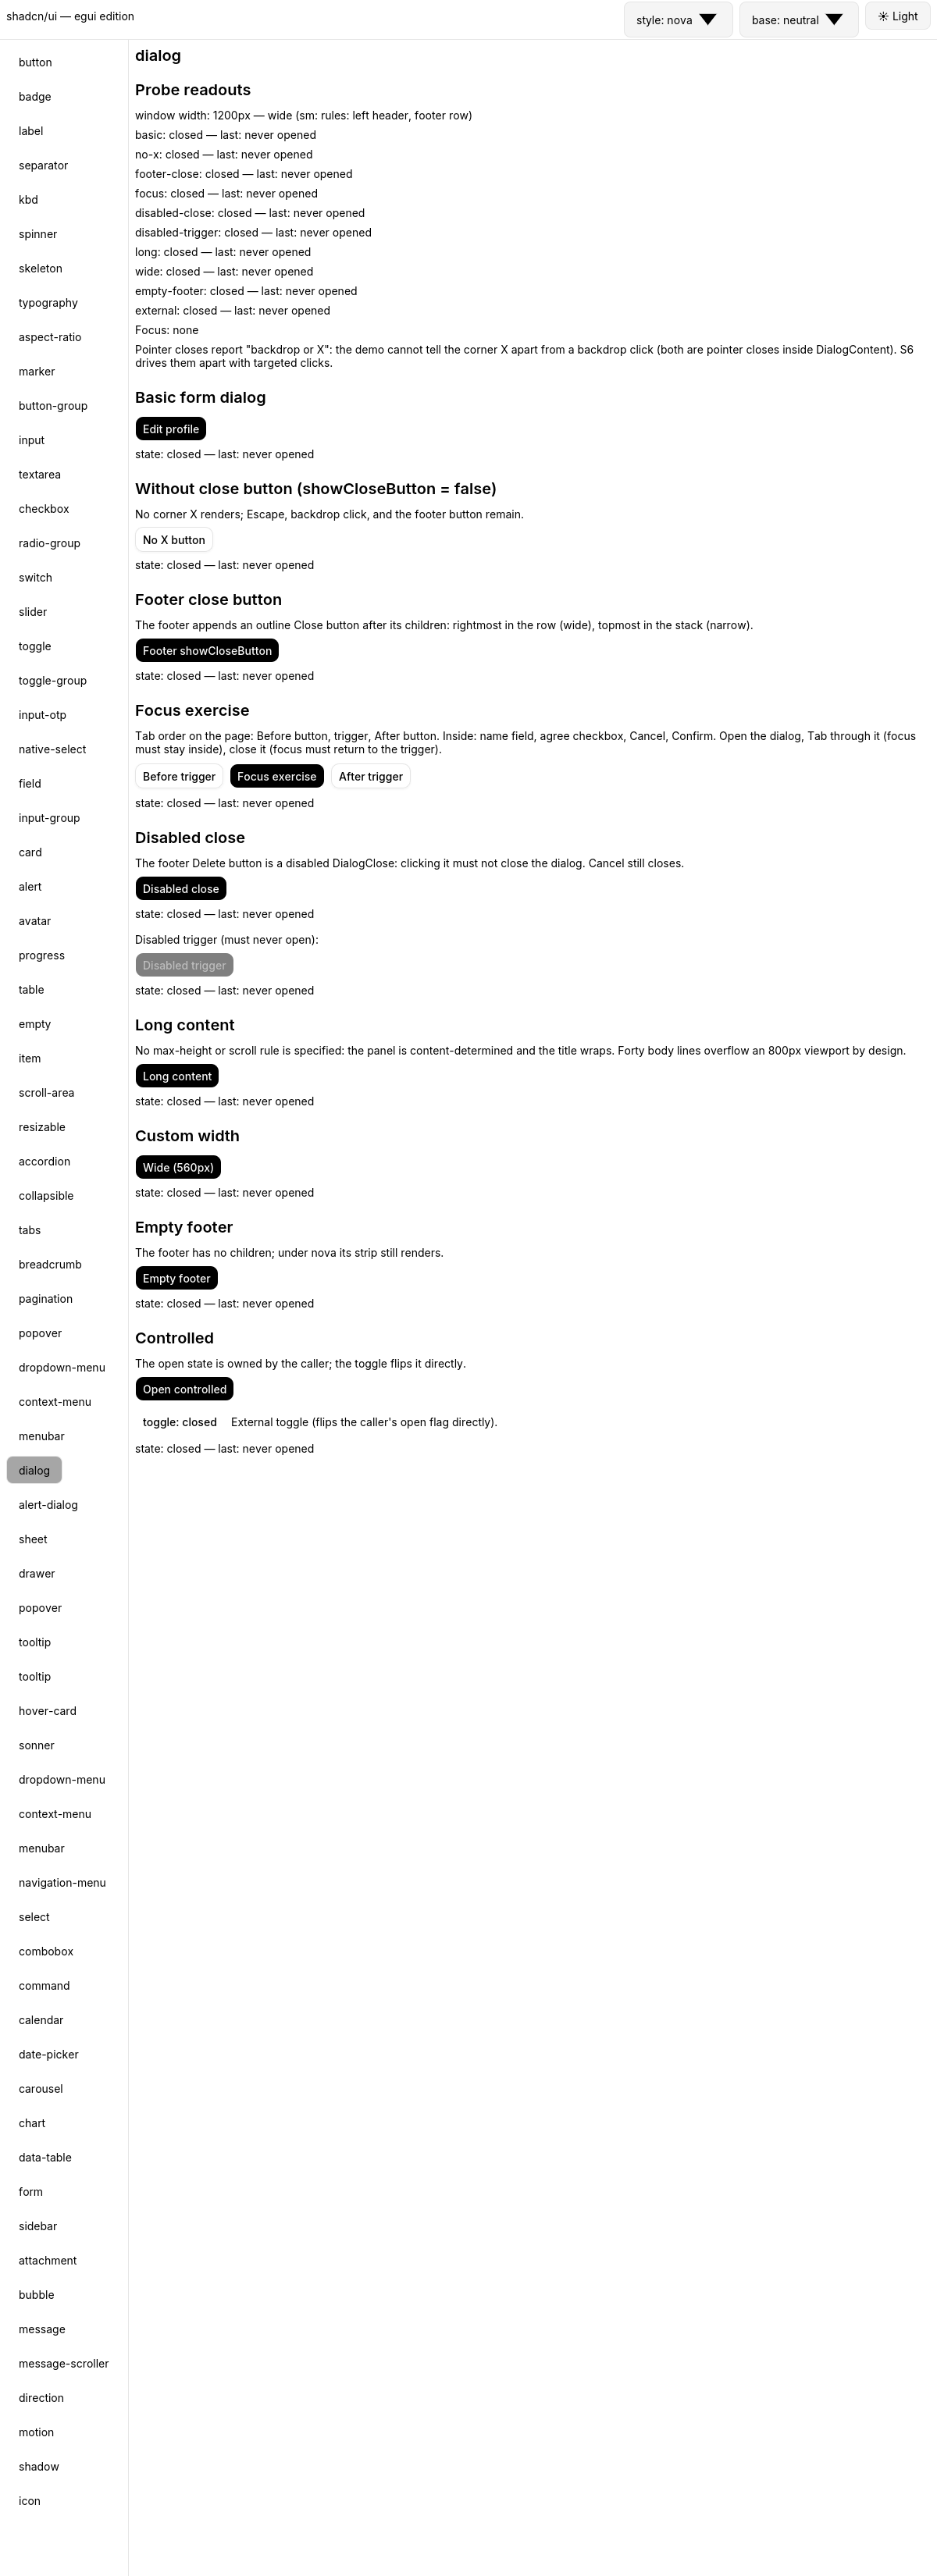 shadcn/ui — egui edition
style: nova
base: neutral
☀ Light
button
badge
label
separator
kbd
spinner
skeleton
typography
aspect-ratio
marker
button-group
input
textarea
checkbox
radio-group
switch
slider
toggle
toggle-group
input-otp
native-select
field
input-group
card
alert
avatar
progress
table
empty
item
scroll-area
resizable
accordion
collapsible
tabs
breadcrumb
pagination
popover
dropdown-menu
context-menu
menubar
dialog
alert-dialog
sheet
drawer
popover
tooltip
tooltip
hover-card
sonner
dropdown-menu
context-menu
menubar
navigation-menu
select
combobox
command
calendar
date-picker
carousel
chart
data-table
form
sidebar
attachment
bubble
message
message-scroller
direction
motion
shadow
icon
dialog
Probe readouts
window width: 1200px — wide (sm: rules: left header, footer row)
basic: closed — last: never opened
no-x: closed — last: never opened
footer-close: closed — last: never opened
focus: closed — last: never opened
disabled-close: closed — last: never opened
disabled-trigger: closed — last: never opened
long: closed — last: never opened
wide: closed — last: never opened
empty-footer: closed — last: never opened
external: closed — last: never opened
Focus: none
Pointer closes report "backdrop or X": the demo cannot tell the corner X apart from a backdrop click (both are pointer closes inside DialogContent). S6
drives them apart with targeted clicks.
Basic form dialog
Edit profile
state: closed — last: never opened
Without close button (showCloseButton = false)
No corner X renders; Escape, backdrop click, and the footer button remain.
No X button
state: closed — last: never opened
Footer close button
The footer appends an outline Close button after its children: rightmost in the row (wide), topmost in the stack (narrow).
Footer showCloseButton
state: closed — last: never opened
Focus exercise
Tab order on the page: Before button, trigger, After button. Inside: name field, agree checkbox, Cancel, Confirm. Open the dialog, Tab through it (focus
must stay inside), close it (focus must return to the trigger).
Before trigger
Focus exercise
After trigger
state: closed — last: never opened
Disabled close
The footer Delete button is a disabled DialogClose: clicking it must not close the dialog. Cancel still closes.
Disabled close
state: closed — last: never opened
Disabled trigger (must never open):
Disabled trigger
state: closed — last: never opened
Long content
No max-height or scroll rule is specified: the panel is content-determined and the title wraps. Forty body lines overflow an 800px viewport by design.
Long content
state: closed — last: never opened
Custom width
Wide (560px)
state: closed — last: never opened
Empty footer
The footer has no children; under nova its strip still renders.
Empty footer
state: closed — last: never opened
Controlled
The open state is owned by the caller; the toggle flips it directly.
Open controlled
toggle: closed
External toggle (flips the caller's open flag directly).
state: closed — last: never opened